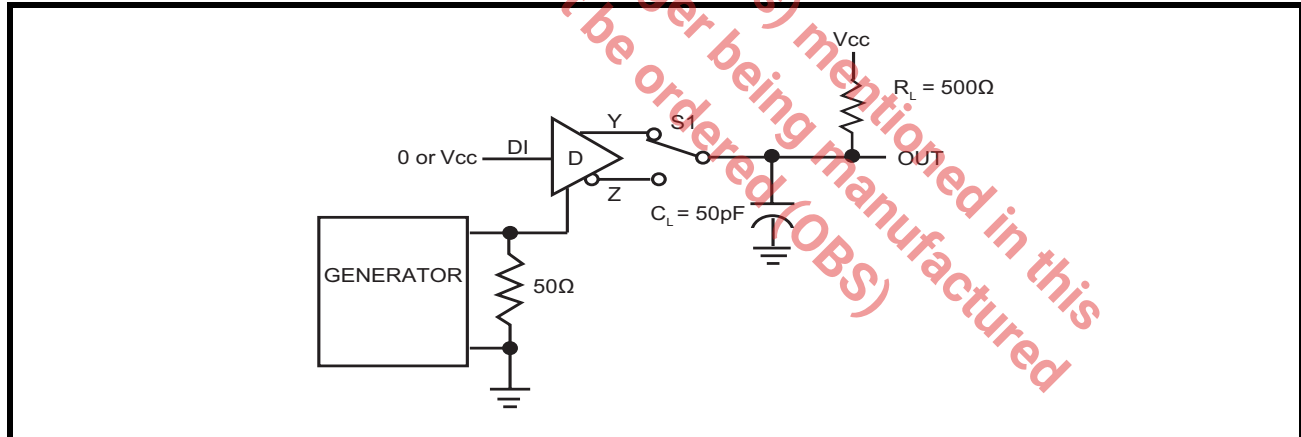 s) mentioned in this
ger being manufactured
t be ordered (OBS)
Vcc
R_L = 500Ω
Y
S1
0 or Vcc
DI
D
OUT
Z
C_L = 50pF
GENERATOR
50Ω